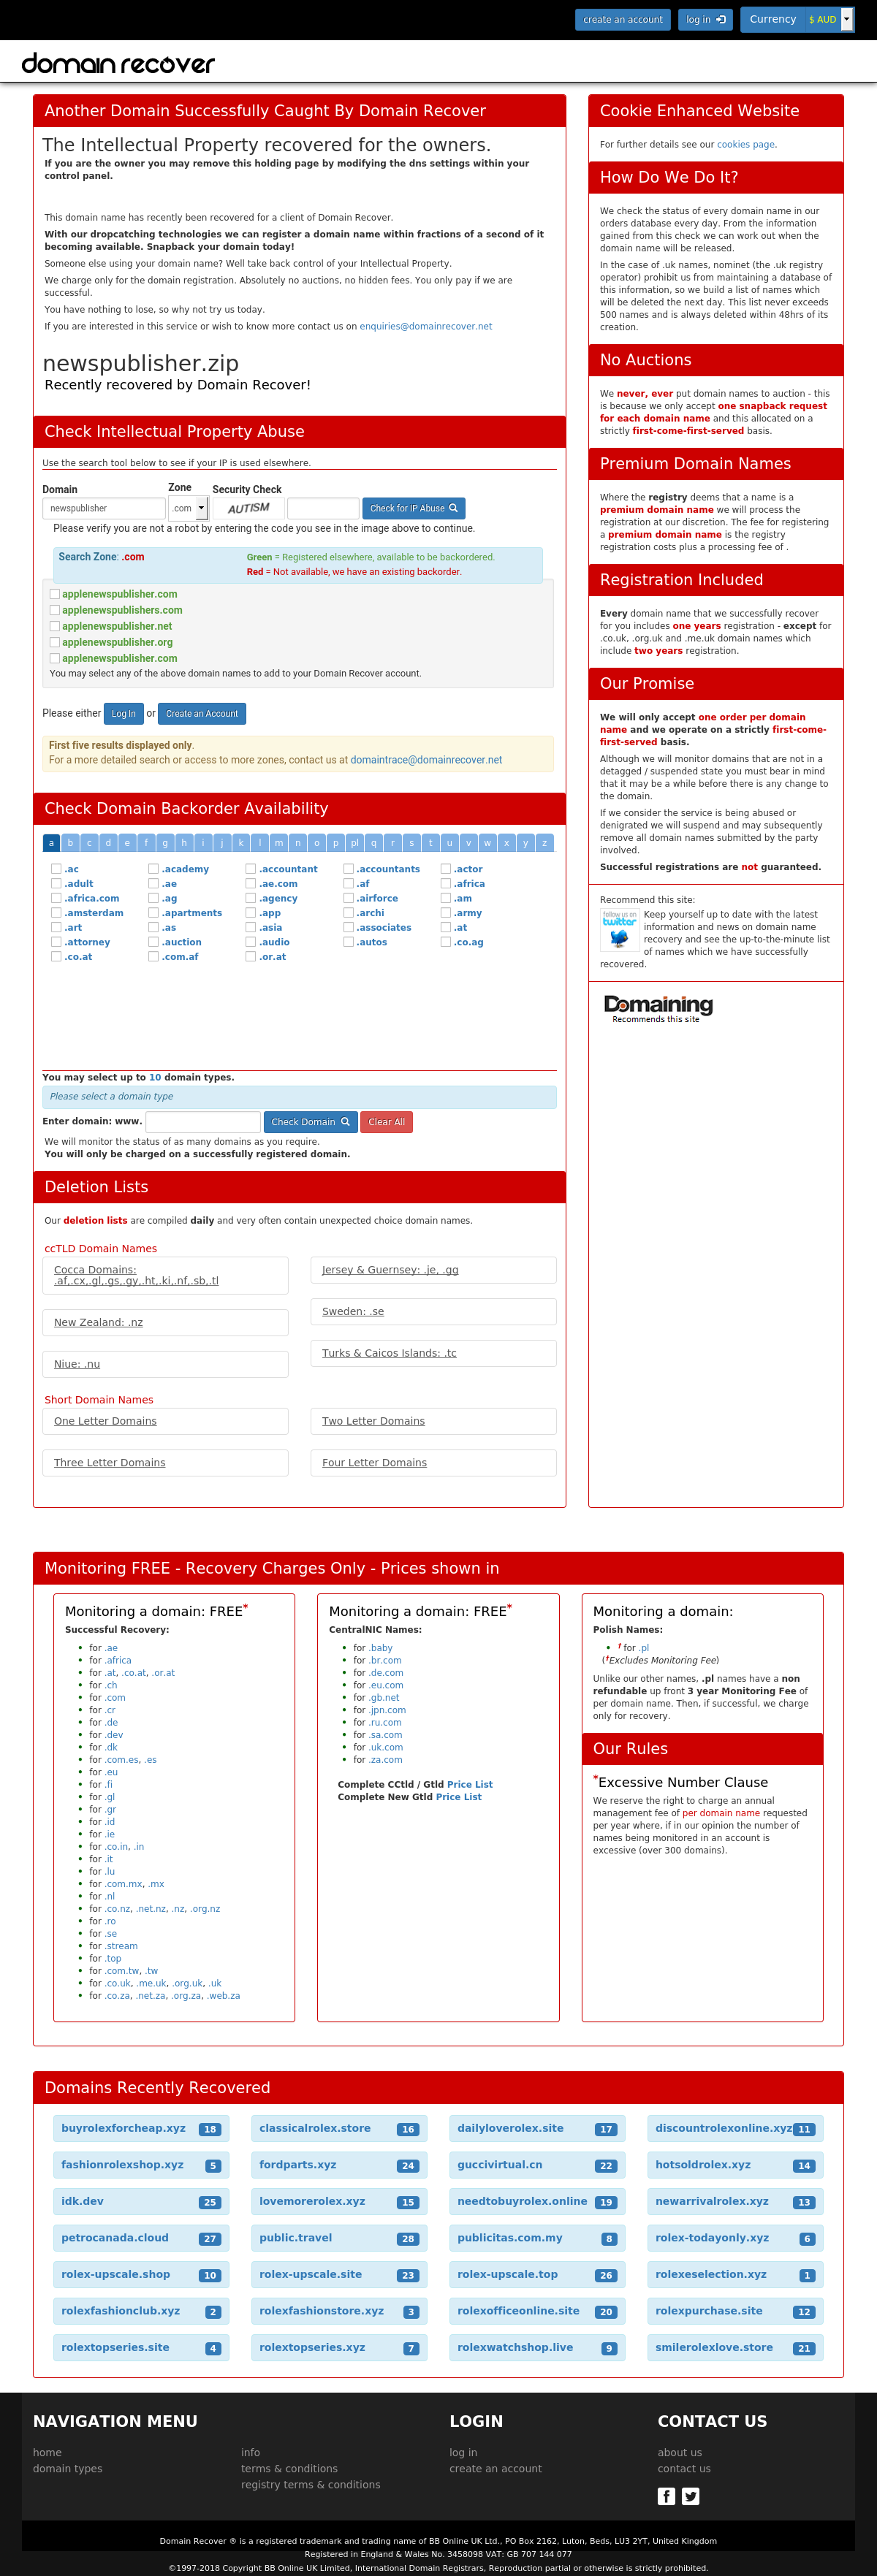 create an account
log in
Currency $ AUD
domain recover
Another Domain Successfully Caught By Domain Recover
The Intellectual Property recovered for the owners.
If you are the owner you may remove this holding page by modifying the dns settings within your
control panel.
This domain name has recently been recovered for a client of Domain Recover.
With our dropcatching technologies we can register a domain name within fractions of a second of it
becoming available. Snapback your domain today!
Someone else using your domain name? Well take back control of your Intellectual Property.
We charge only for the domain registration. Absolutely no auctions, no hidden fees. You only pay if we are
successful.
You have nothing to lose, so why not try us today.
If you are interested in this service or wish to know more contact us on enquiries@domainrecover.net
newspublisher.zip
Recently recovered by Domain Recover!
Check Intellectual Property Abuse
Use the search tool below to see if your IP is used elsewhere.
Domain Zone Security Check
newspublisher .com AUTISM Check for IP Abuse
Please verify you are not a robot by entering the code you see in the image above to continue.
Search Zone: .com
Green = Registered elsewhere, available to be backordered.
Red = Not available, we have an existing backorder.
applenewspublisher.com
applenewspublishers.com
applenewspublisher.net
applenewspublisher.org
applenewspublisher.com
You may select any of the above domain names to add to your Domain Recover account.
Please either Log In or Create an Account
First five results displayed only.
For a more detailed search or access to more zones, contact us at domaintrace@domainrecover.net
Check Domain Backorder Availability
a b c d e f g h i j k l m n o p pl q r s t u v w x y z
.ac .academy .accountant .accountants .actor
.adult .ae .ae.com .af .africa
.africa.com .ag .agency .airforce .am
.amsterdam .apartments .app .archi .army
.art .as .asia .associates .at
.attorney .auction .audio .autos .co.ag
.co.at .com.af .or.at
You may select up to 10 domain types.
Please select a domain type
Enter domain: www. Check Domain Clear All
We will monitor the status of as many domains as you require.
You will only be charged on a successfully registered domain.
Deletion Lists
Our deletion lists are compiled daily and very often contain unexpected choice domain names.
ccTLD Domain Names
Cocca Domains:
.af,.cx,.gl,.gs,.gy,.ht,.ki,.nf,.sb,.tl
New Zealand: .nz
Niue: .nu
Jersey & Guernsey: .je, .gg
Sweden: .se
Turks & Caicos Islands: .tc
Short Domain Names
One Letter Domains
Two Letter Domains
Three Letter Domains
Four Letter Domains
Cookie Enhanced Website
For further details see our cookies page.
How Do We Do It?
We check the status of every domain name in our
orders database every day. From the information
gained from this check we can work out when the
domain name will be released.
In the case of .uk names, nominet (the .uk registry
operator) prohibit us from maintaining a database of
this information, so we build a list of names which
will be deleted the next day. This list never exceeds
500 names and is always deleted within 48hrs of its
creation.
No Auctions
We never, ever put domain names to auction - this
is because we only accept one snapback request
for each domain name and this allocated on a
strictly first-come-first-served basis.
Premium Domain Names
Where the registry deems that a name is a
premium domain name we will process the
registration at our discretion. The fee for registering
a premium domain name is the registry
registration costs plus a processing fee of .
Registration Included
Every domain name that we successfully recover
for you includes one years registration - except for
.co.uk, .org.uk and .me.uk domain names which
include two years registration.
Our Promise
We will only accept one order per domain
name and we operate on a strictly first-come-
first-served basis.
Although we will monitor domains that are not in a
detagged / suspended state you must bear in mind
that it may be a while before there is any change to
the domain.
If we consider the service is being abused or
denigrated we will suspend and may subsequently
remove all domain names submitted by the party
involved.
Successful registrations are not guaranteed.
Recommend this site:
follow us on
twitter
Keep yourself up to date with the latest
information and news on domain name
recovery and see the up-to-the-minute list
of names which we have successfully
recovered.
Domaining
Recommends this site
Monitoring FREE - Recovery Charges Only - Prices shown in
Monitoring a domain: FREE*
Successful Recovery:
for .ae
for .africa
for .at, .co.at, .or.at
for .ch
for .com
for .cr
for .de
for .dev
for .dk
for .com.es, .es
for .eu
for .fi
for .gl
for .gr
for .id
for .ie
for .co.in, .in
for .it
for .lu
for .com.mx, .mx
for .nl
for .co.nz, .net.nz, .nz, .org.nz
for .ro
for .se
for .stream
for .top
for .com.tw, .tw
for .co.uk, .me.uk, .org.uk, .uk
for .co.za, .net.za, .org.za, .web.za
Monitoring a domain: FREE*
CentralNIC Names:
for .baby
for .br.com
for .de.com
for .eu.com
for .gb.net
for .jpn.com
for .ru.com
for .sa.com
for .uk.com
for .za.com
Complete CCtld / Gtld Price List
Complete New Gtld Price List
Monitoring a domain:
Polish Names:
† for .pl
(†Excludes Monitoring Fee)
Unlike our other names, .pl names have a non
refundable up front 3 year Monitoring Fee of
per domain name. Then, if successful, we charge
only for recovery.
Our Rules
*Excessive Number Clause
We reserve the right to charge an annual
management fee of per domain name requested
per year where, if in our opinion the number of
names being monitored in an account is
excessive (over 300 domains).
Domains Recently Recovered
buyrolexforcheap.xyz 18 classicalrolex.store 16 dailyloverolex.site 17 discountrolexonline.xyz 11
fashionrolexshop.xyz 5 fordparts.xyz 24 guccivirtual.cn 22 hotsoldrolex.xyz 14
idk.dev 25 lovemorerolex.xyz 15 needtobuyrolex.online 19 newarrivalrolex.xyz 13
petrocanada.cloud 27 public.travel 28 publicitas.com.my 8 rolex-todayonly.xyz 6
rolex-upscale.shop 10 rolex-upscale.site 23 rolex-upscale.top 26 rolexeselection.xyz 1
rolexfashionclub.xyz 2 rolexfashionstore.xyz 3 rolexofficeonline.site 20 rolexpurchase.site 12
rolextopseries.site 4 rolextopseries.xyz 7 rolexwatchshop.live 9 smilerolexlove.store 21
NAVIGATION MENU
home
domain types
info
terms & conditions
registry terms & conditions
LOGIN
log in
create an account
CONTACT US
about us
contact us
Domain Recover ® is a registered trademark and trading name of BB Online UK Ltd., PO Box 2162, Luton, Beds, LU3 2YT, United Kingdom
Registered in England & Wales No. 3458098 VAT: GB 707 144 077
©1997-2018 Copyright BB Online UK Limited, International Domain Registrars, Reproduction partial or otherwise is strictly prohibited.